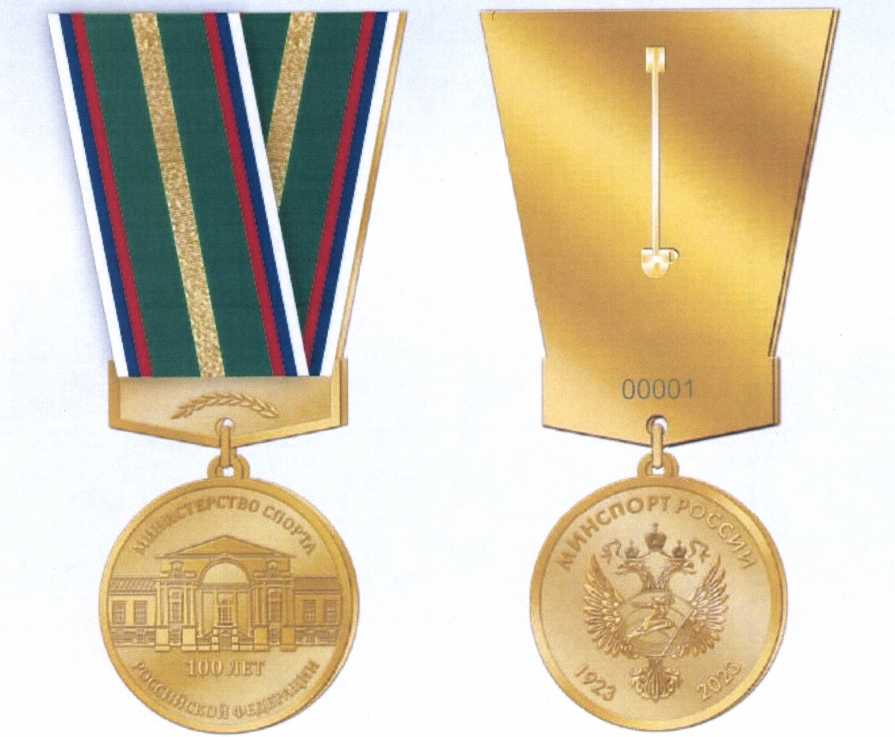 МИНИСТЕРСТВО СПОРТА
100 ЛЕТ
РОССИЙСКОЙ ФЕДЕРАЦИИ
00001
МИНСПОРТ РОССИИ
1923 2023